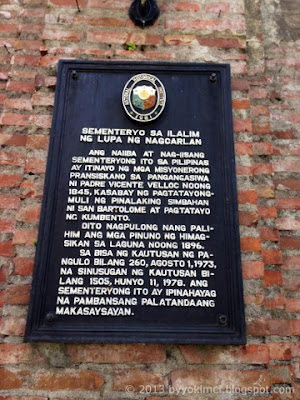 SEMENTERYO SA ILALIM
NG LUPA NG NAGCARLAN
ANG NAIIBA AT NAG-IISANG
SEMENTERYONG ITO SA PILIPINAS
AY ITINAYO NG MGA MISYONERONG
PRANSISKANO SA PANGANGASIWA
NI PADRE VICENTE VELLOC NOONG
1845, KASABAY NG PAGTATAYONG-
MULI NG PINALAKING SIMBAHAN
NI SAN BARTOLOME AT PAGTATAYO
NG KUMBENTO.
DITO NAGPULONG NANG PALI-
HIM ANG MGA PINUNO NG HIMAG-
SIKAN SA LAGUNA NOONG 1896.
SA BISA NG KAUTUSAN NG PA-
NGULO BILANG 260, AGOSTO 1, 1973,
NA SINUSUGAN NG KAUTUSAN BI-
LANG 1505, HUNYO 11, 1978, ANG
SEMENTERYONG ITO AY IPINAHAYAG
NA PAMBANSANG PALATANDAANG
MAKASAYSAYAN.
© 2013 byyokimer.blogspot.com